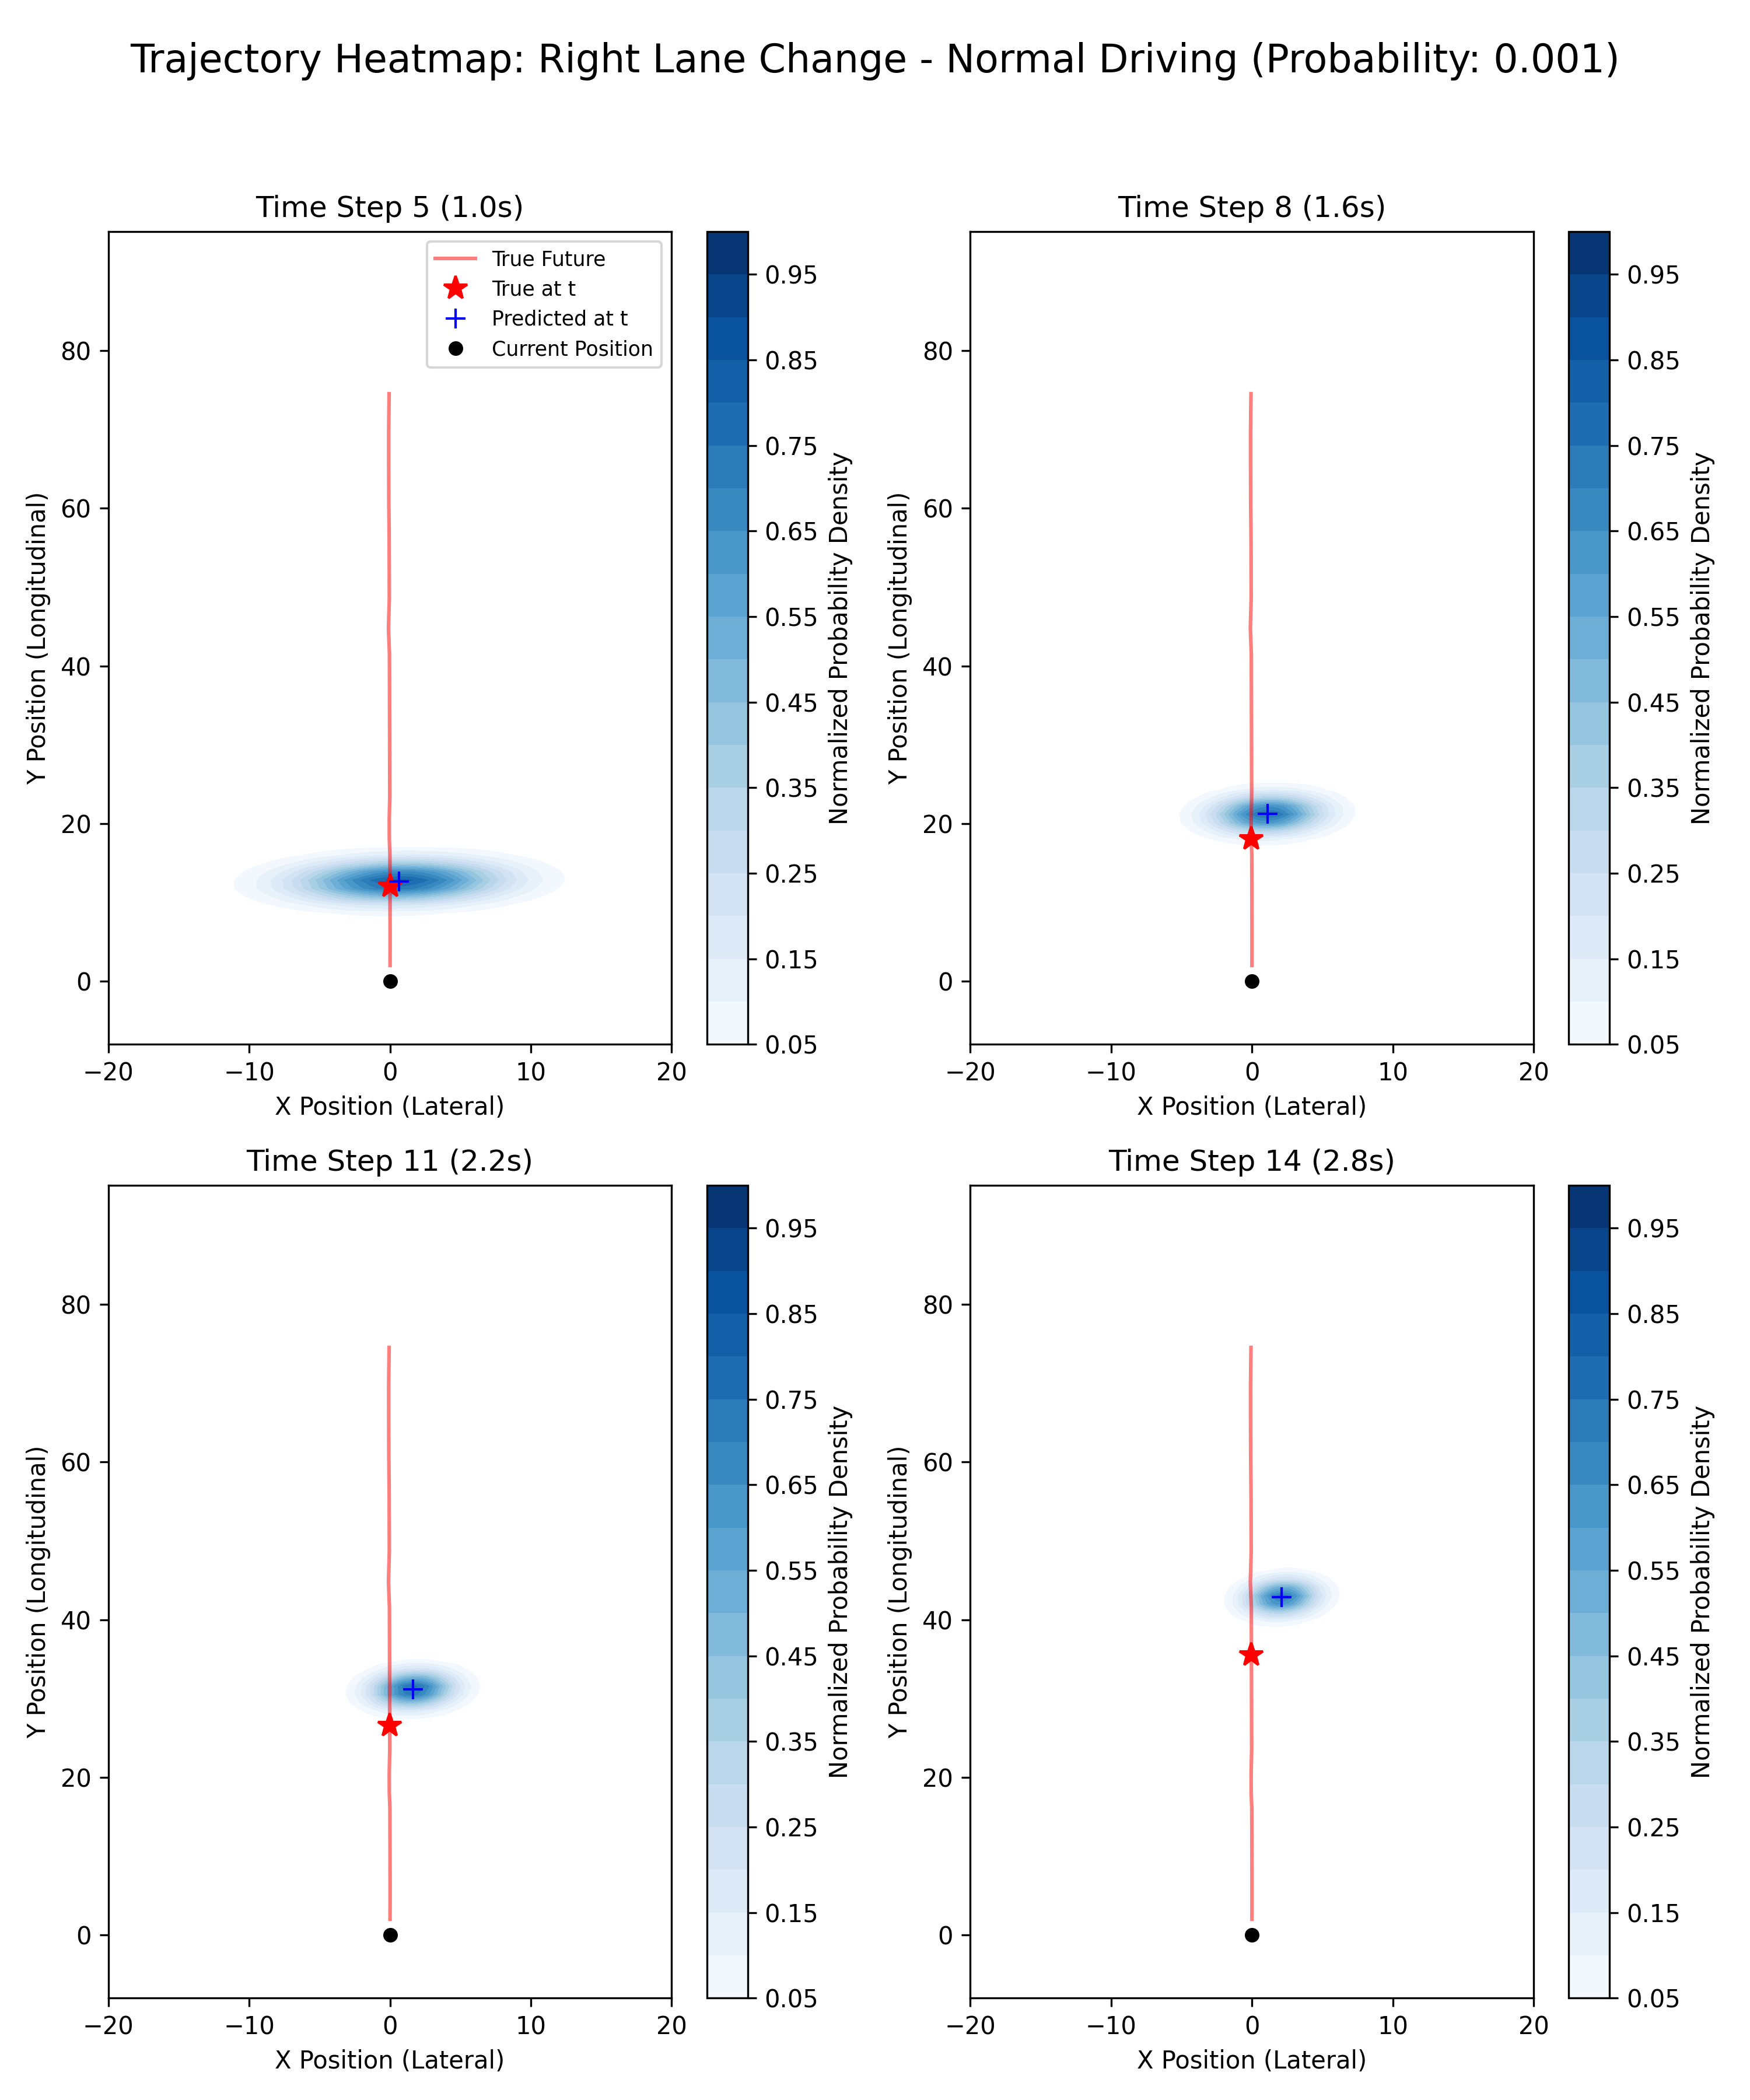 Trajectory Heatmap: Right Lane Change - Normal Driving (Probability: 0.001)
Time Step 5 (1.0s)
True Future
True at t
Predicted at t
Current Position
80
60
40
20
0
−20 −10 0 10 20
Y Position (Longitudinal)
X Position (Lateral)
0.95
0.85
0.75
0.65
0.55
0.45
0.35
0.25
0.15
0.05
Normalized Probability Density
Time Step 8 (1.6s)
80
60
40
20
0
−20 −10 0 10 20
Y Position (Longitudinal)
X Position (Lateral)
0.95
0.85
0.75
0.65
0.55
0.45
0.35
0.25
0.15
0.05
Normalized Probability Density
Time Step 11 (2.2s)
80
60
40
20
0
−20 −10 0 10 20
Y Position (Longitudinal)
X Position (Lateral)
0.95
0.85
0.75
0.65
0.55
0.45
0.35
0.25
0.15
0.05
Normalized Probability Density
Time Step 14 (2.8s)
80
60
40
20
0
−20 −10 0 10 20
Y Position (Longitudinal)
X Position (Lateral)
0.95
0.85
0.75
0.65
0.55
0.45
0.35
0.25
0.15
0.05
Normalized Probability Density